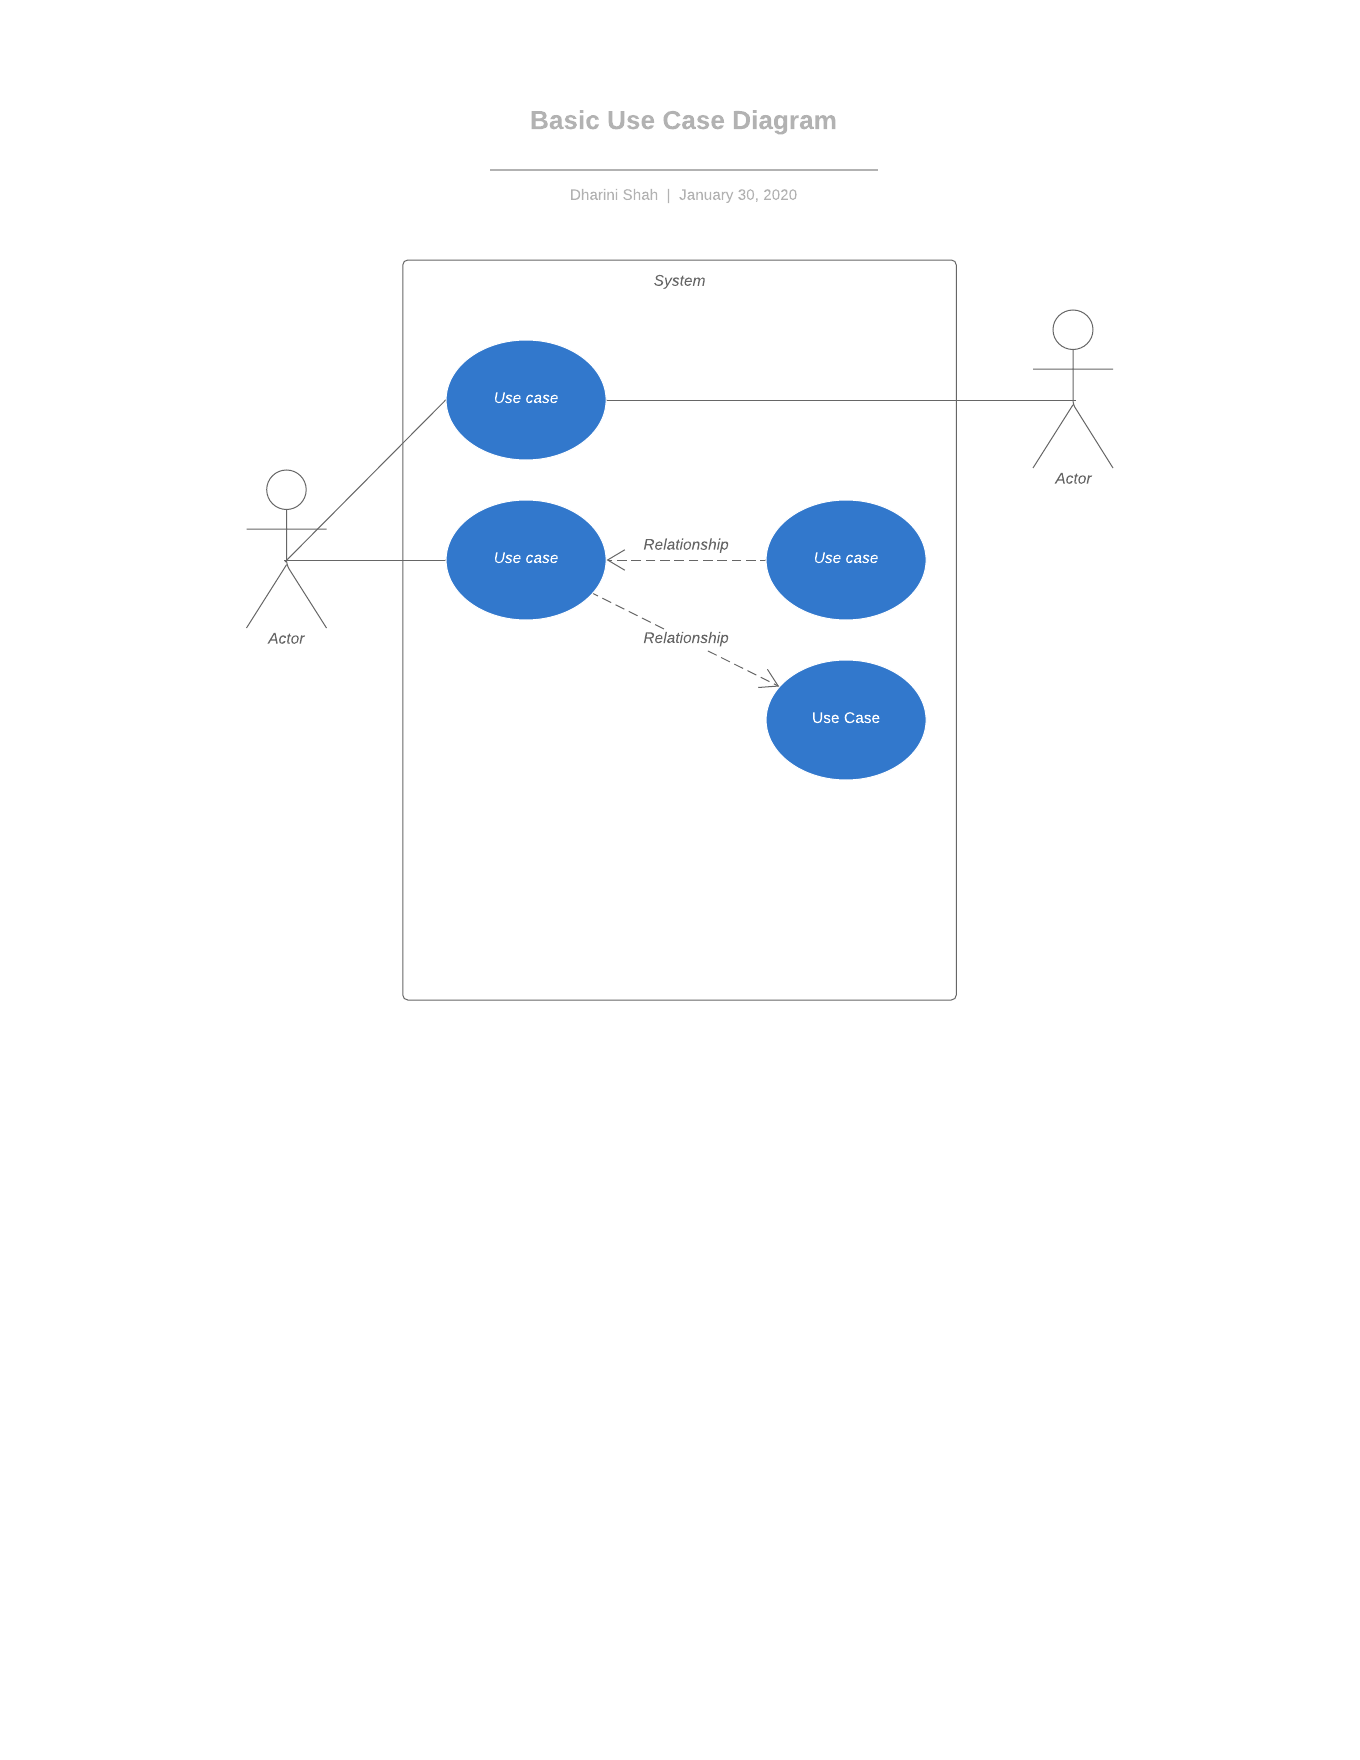 Basic Use Case Diagram
Dharini Shah | January 30, 2020
System
Use case
Actor
Use case
Relationship
Use case
Actor
Relationship
Use Case